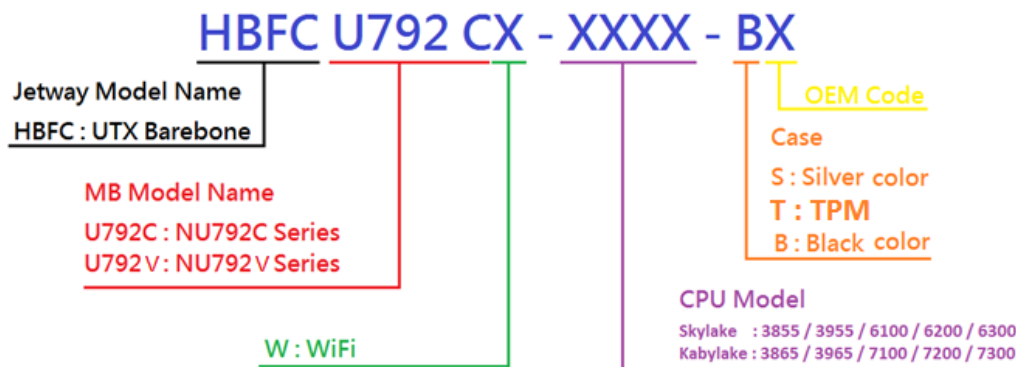 HBFC U792 CX - XXXX - BX
Jetway Model Name
HBFC : UTX Barebone
OEM Code
Case
S : Silver color
T : TPM
B : Black color
MB Model Name
U792C : NU792C Series
U792V : NU792V Series
CPU Model
Skylake : 3855 / 3955 / 6100 / 6200 / 6300
Kabylake : 3865 / 3965 / 7100 / 7200 / 7300
W : WiFi